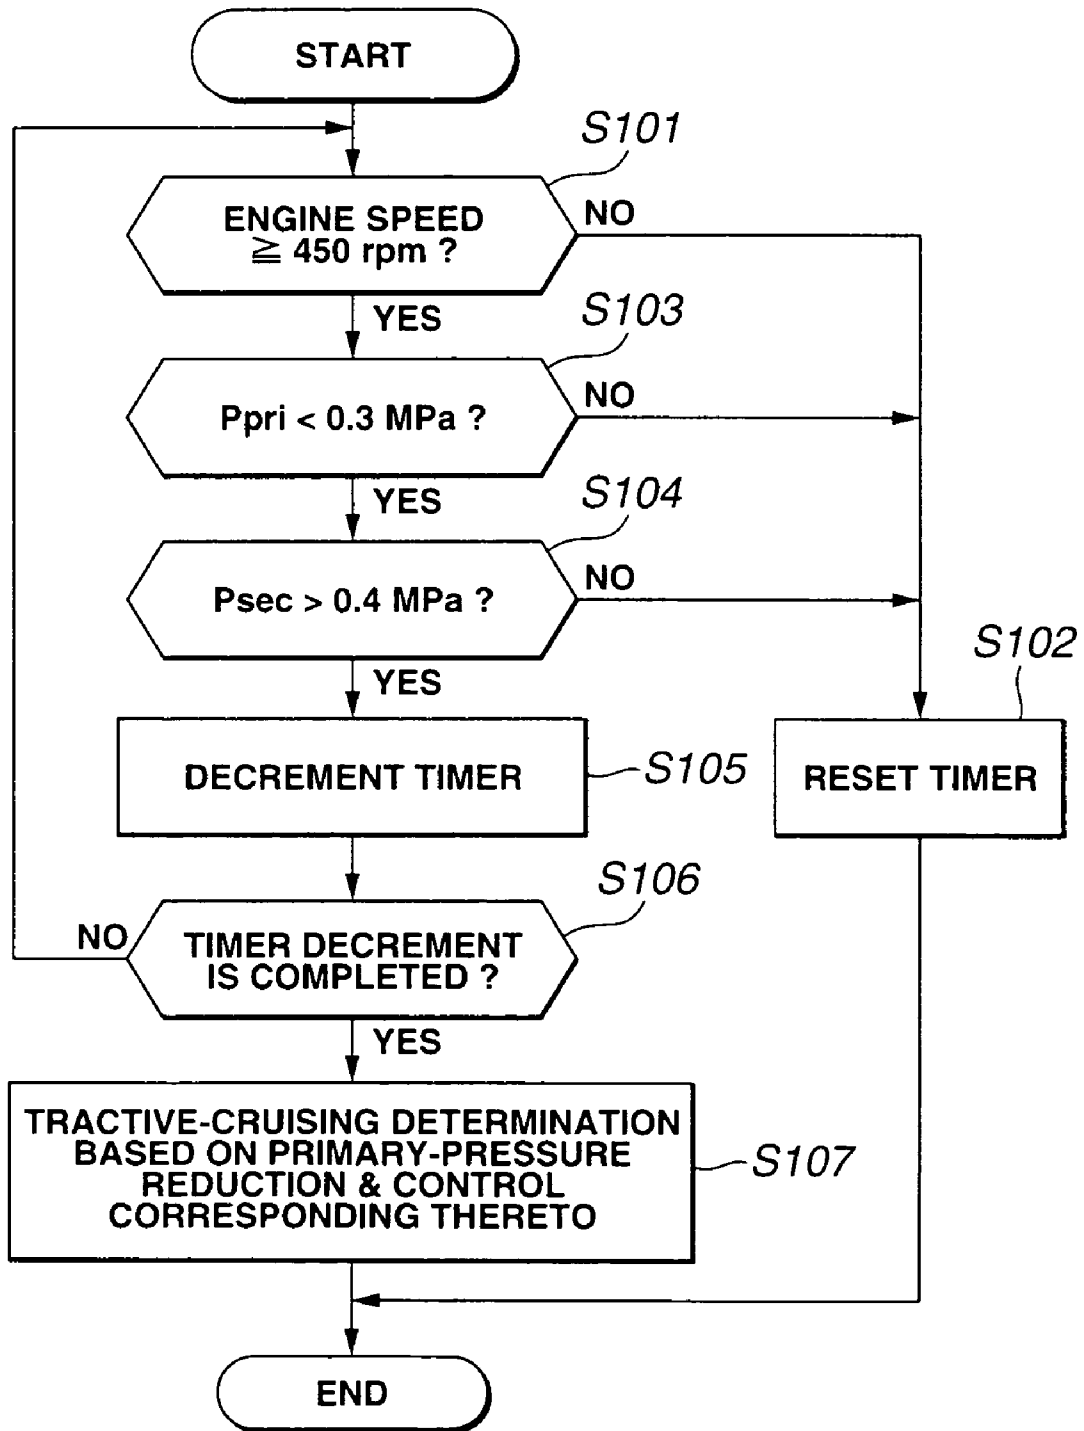 START
S101
ENGINE SPEED
≧ 450 rpm ?
NO
YES
S103
Ppri < 0.3 MPa ?
NO
YES
S104
Psec > 0.4 MPa ?
NO
YES
S102
DECREMENT TIMER
S105
RESET TIMER
S106
TIMER DECREMENT
IS COMPLETED ?
NO
YES
TRACTIVE-CRUISING DETERMINATION
BASED ON PRIMARY-PRESSURE
REDUCTION & CONTROL
CORRESPONDING THERETO
S107
END